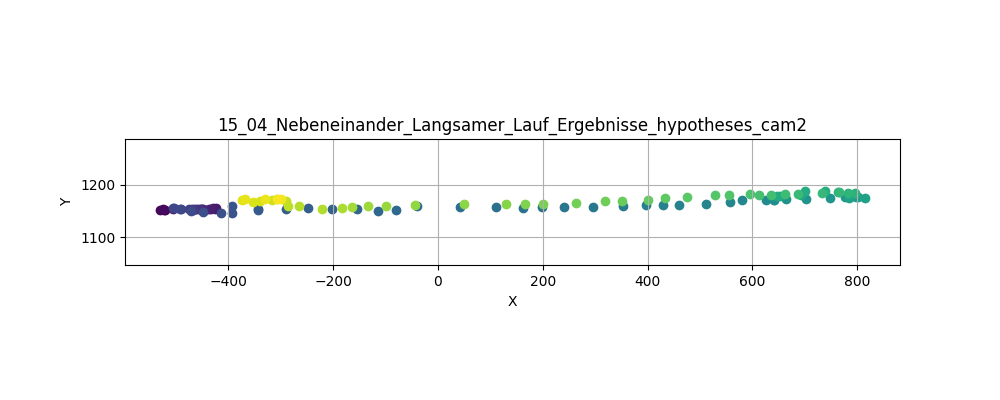 15_04_Nebeneinander_Langsamer_Lauf_Ergebnisse_hypotheses_cam2
1200
1100
Y
−400 −200 0 200 400 600 800
X